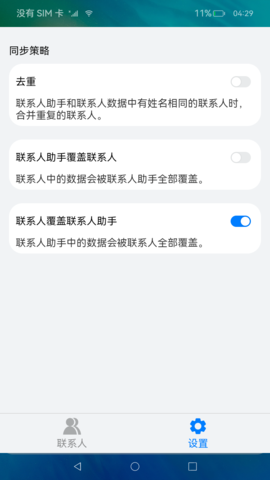 没有 SIM 卡 11% 04:29
同步策略
去重
联系人助手和联系人数据中有姓名相同的联系人时，
合并重复的联系人。
联系人助手覆盖联系人
联系人中的数据会被联系人助手全部覆盖。
联系人覆盖联系人助手
联系人助手中的数据会被联系人全部覆盖。
联系人 设置